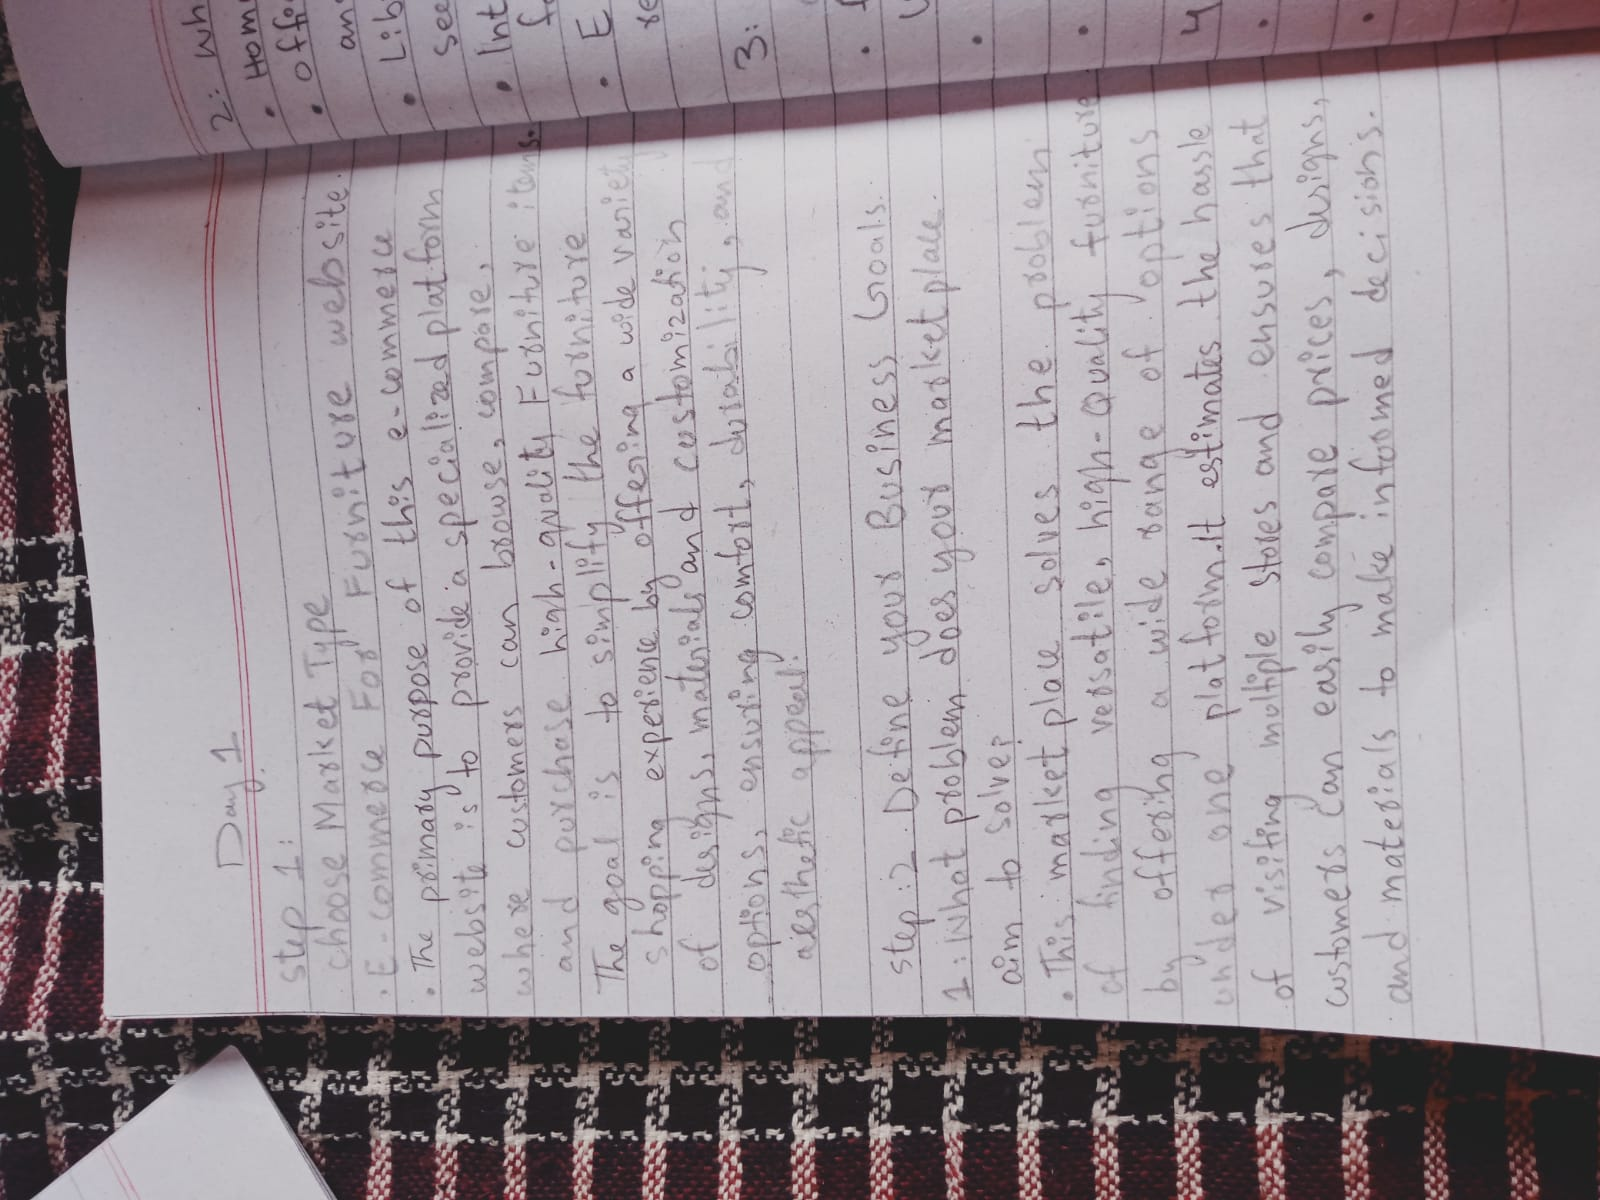 Day 1
step 1:
choose Market Type
• E-commerce For Furniture website.
• The primary purpose of this e-commerce
website is to provide a specialized platform
where customers can browse, compare,
and purchase high-quality Furniture items.
The goal is to simplify the furniture
shopping experience by offering a wide variety
of designs, materials and customization
options, ensuring comfort, durability, and
aesthetic appeal.
step:2 Define your Business Goals.
1: What problem does your marketplace
aim to solve?
• This market place solves the problem
of finding versatile, high-Quality furniture
by offering a wide range of options
under one platform. It estimates the hassle
of visiting multiple stores and ensures that
customers can easily compare prices, designs,
and materials to make informed decisions.
2: Wh
• Hom
• offe
an
• Lib
see
• Int
fo
• E
re
3:
4